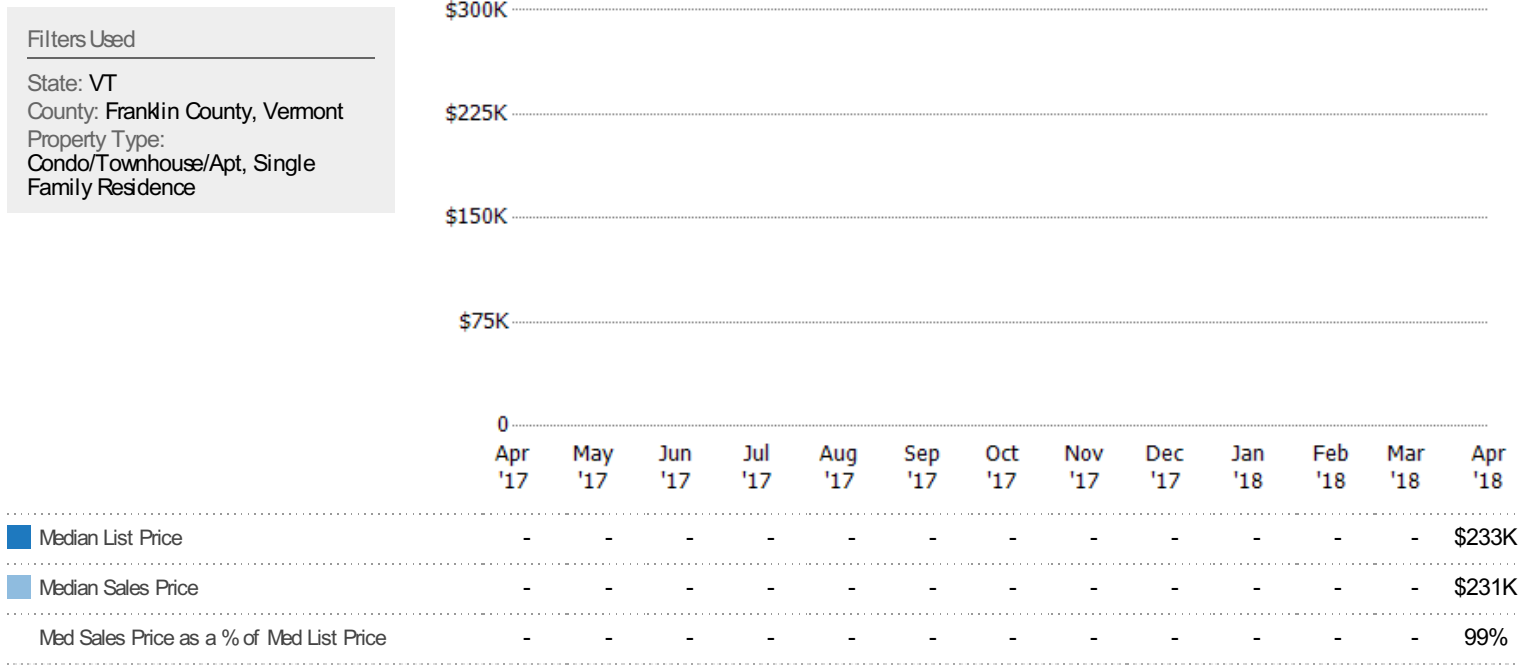 Filters Used
State: VT
County: Franklin County, Vermont
Property Type:
Condo/Townhouse/Apt, Single
Family Residence
$300K
$225K
$150K
$75K
0
Apr May Jun Jul Aug Sep Oct Nov Dec Jan Feb Mar Apr
'17 '17 '17 '17 '17 '17 '17 '17 '17 '18 '18 '18 '18
Median List Price - - - - - - - - - - - - $233K
Median Sales Price - - - - - - - - - - - - $231K
Med Sales Price as a % of Med List Price - - - - - - - - - - - - 99%